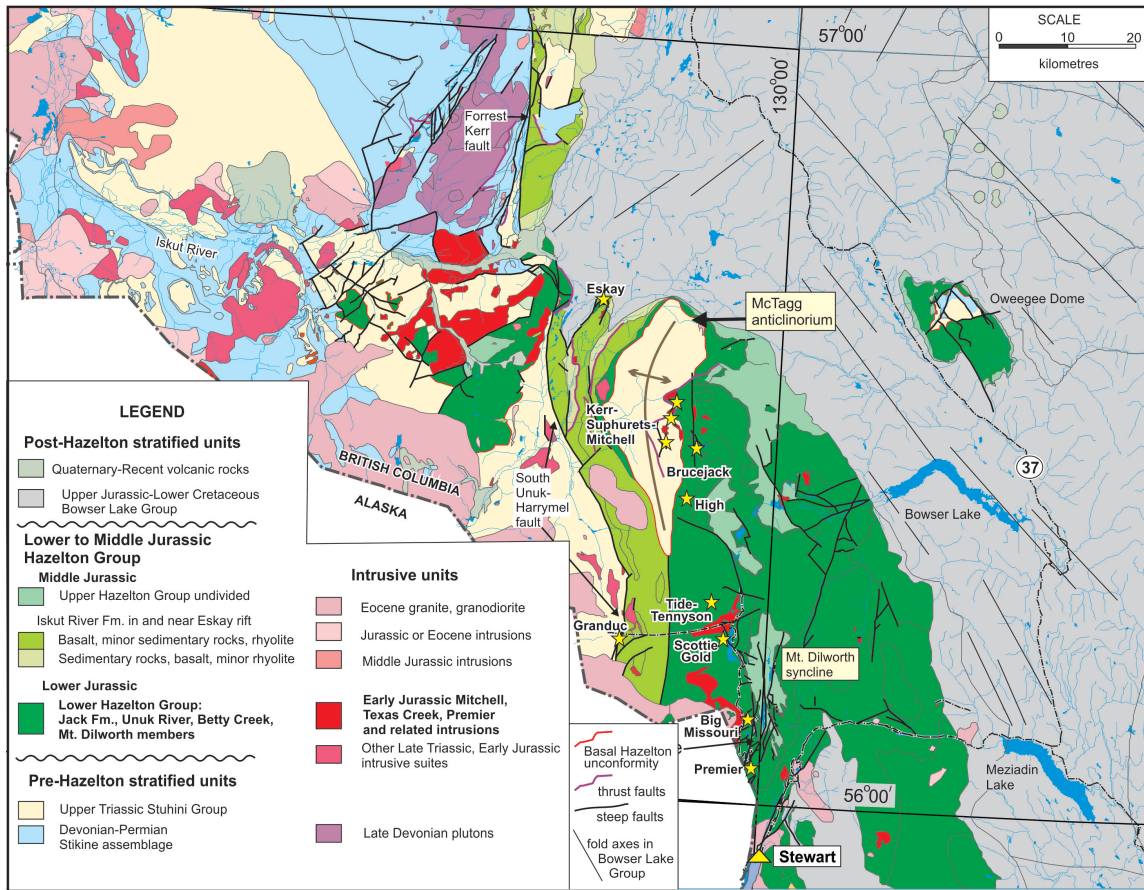 SCALE
0 10 20
kilometres
57°00'
130°00'
Forrest
Kerr
fault
Iskut River
Eskay
McTagg
anticlinorium
Oweegee Dome
Kerr-
Suphurets-
Mitchell
Brucejack
High
South
Unuk-
Harrymel
fault
BRITISH COLUMBIA
ALASKA
37
Bowser Lake
Tide-
Tennyson
Granduc
Scottie
Gold
Mt. Dilworth
syncline
Big
Missouri
e
Premier
Meziadin
Lake
56°00'
Stewart
LEGEND
Post-Hazelton stratified units
Quaternary-Recent volcanic rocks
Upper Jurassic-Lower Cretaceous
Bowser Lake Group
Lower to Middle Jurassic
Hazelton Group
Middle Jurassic
Upper Hazelton Group undivided
Iskut River Fm. in and near Eskay rift
Basalt, minor sedimentary rocks, rhyolite
Sedimentary rocks, basalt, minor rhyolite
Lower Jurassic
Lower Hazelton Group:
Jack Fm., Unuk River, Betty Creek,
Mt. Dilworth members
Pre-Hazelton stratified units
Upper Triassic Stuhini Group
Devonian-Permian
Stikine assemblage
Intrusive units
Eocene granite, granodiorite
Jurassic or Eocene intrusions
Middle Jurassic intrusions
Early Jurassic Mitchell,
Texas Creek, Premier
and related intrusions
Other Late Triassic, Early Jurassic
intrusive suites
Late Devonian plutons
Basal Hazelton
unconformity
thrust faults
steep faults
fold axes in
Bowser Lake
Group